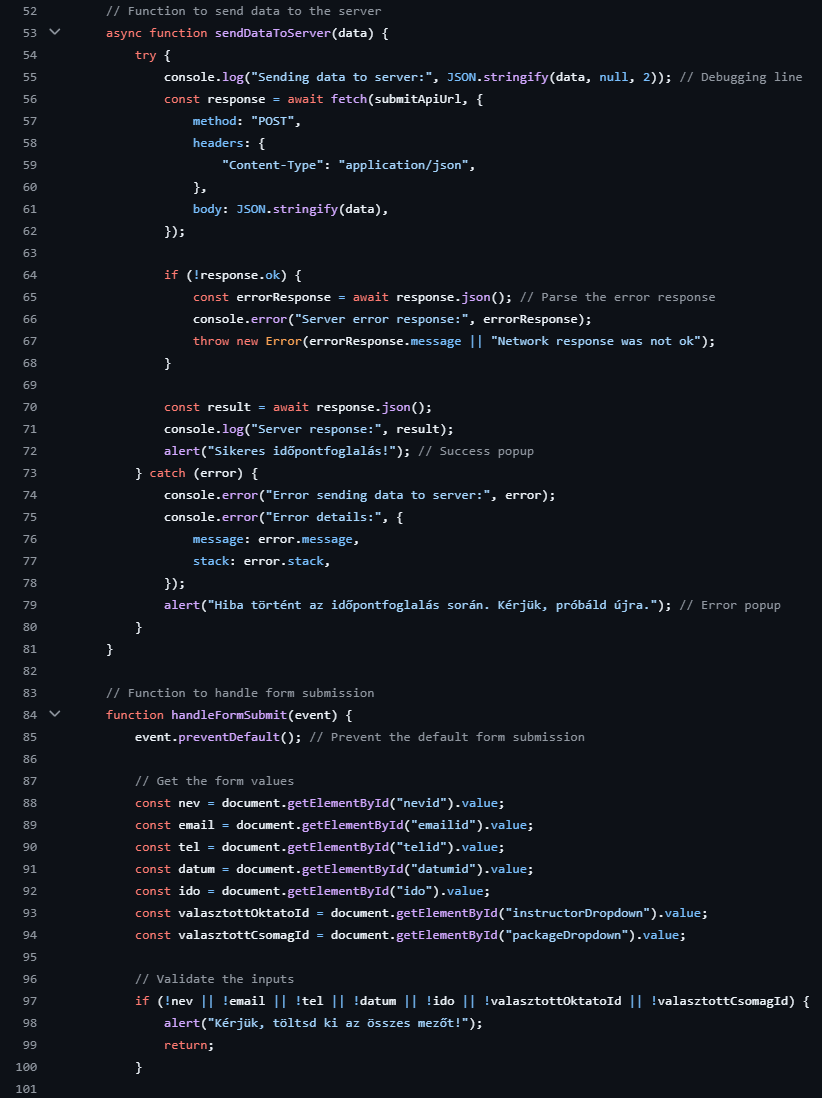 52 // Function to send data to the server
53 async function sendDataToServer(data) {
54 try {
55 console.log("Sending data to server:", JSON.stringify(data, null, 2)); // Debugging line
56 const response = await fetch(submitApiUrl, {
57 method: "POST",
58 headers: {
59 "Content-Type": "application/json",
60 },
61 body: JSON.stringify(data),
62 });
63
64 if (!response.ok) {
65 const errorResponse = await response.json(); // Parse the error response
66 console.error("Server error response:", errorResponse);
67 throw new Error(errorResponse.message || "Network response was not ok");
68 }
69
70 const result = await response.json();
71 console.log("Server response:", result);
72 alert("Sikeres időpontfoglalás!"); // Success popup
73 } catch (error) {
74 console.error("Error sending data to server:", error);
75 console.error("Error details:", {
76 message: error.message,
77 stack: error.stack,
78 });
79 alert("Hiba történt az időpontfoglalás során. Kérjük, próbáld újra."); // Error popup
80 }
81 }
82
83 // Function to handle form submission
84 function handleFormSubmit(event) {
85 event.preventDefault(); // Prevent the default form submission
86
87 // Get the form values
88 const nev = document.getElementById("nevid").value;
89 const email = document.getElementById("emailid").value;
90 const tel = document.getElementById("telid").value;
91 const datum = document.getElementById("datumid").value;
92 const ido = document.getElementById("ido").value;
93 const valasztottOktatoId = document.getElementById("instructorDropdown").value;
94 const valasztottCsomagId = document.getElementById("packageDropdown").value;
95
96 // Validate the inputs
97 if (!nev || !email || !tel || !datum || !ido || !valasztottOktatoId || !valasztottCsomagId) {
98 alert("Kérjük, töltsd ki az összes mezőt!");
99 return;
100 }
101